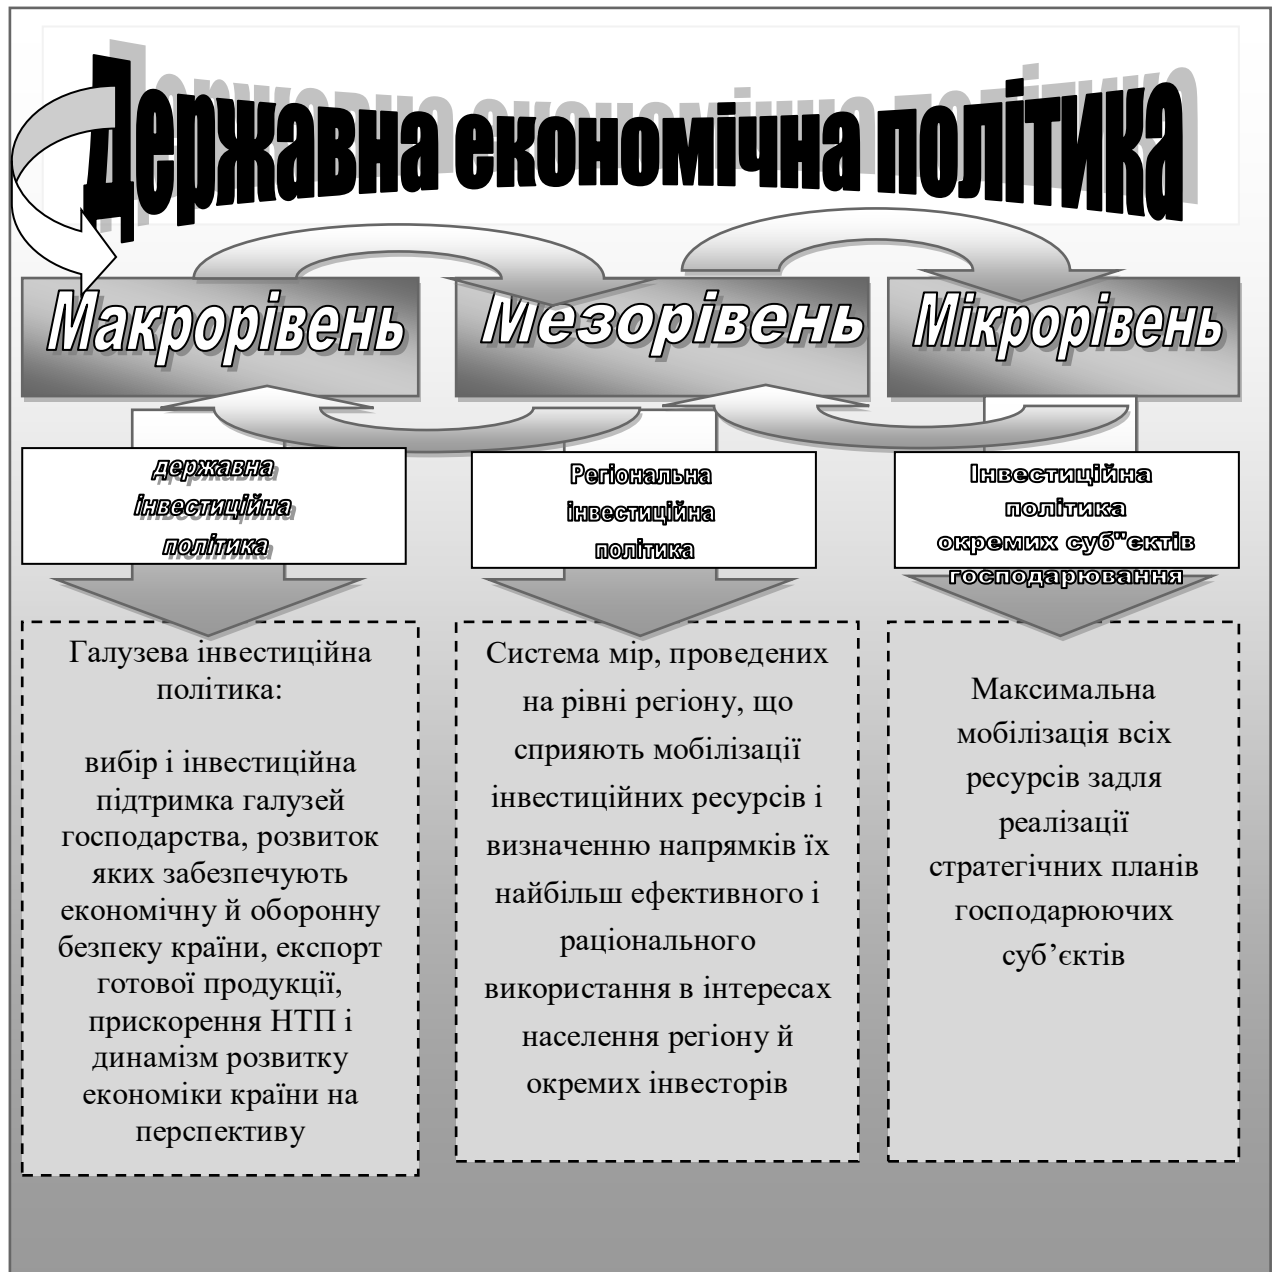 Державна економічна політика
Макрорівень
Мезорівень
Мікрорівень
державна
інвестиційна
політика
Регіональна
інвестиційна
політика
Інвестиційна
політика
окремих суб"єктів
господарювання
Галузева інвестиційна
політика:
вибір і інвестиційна
підтримка галузей
господарства, розвиток
яких забезпечують
економічну й оборонну
безпеку країни, експорт
готової продукції,
прискорення НТП і
динамізм розвитку
економіки країни на
перспективу
Система мір, проведених
на рівні регіону, що
сприяють мобілізації
інвестиційних ресурсів і
визначенню напрямків їх
найбільш ефективного і
раціонального
використання в інтересах
населення регіону й
окремих інвесторів
Максимальна
мобілізація всіх
ресурсів задля
реалізації
стратегічних планів
господарюючих
суб’єктів